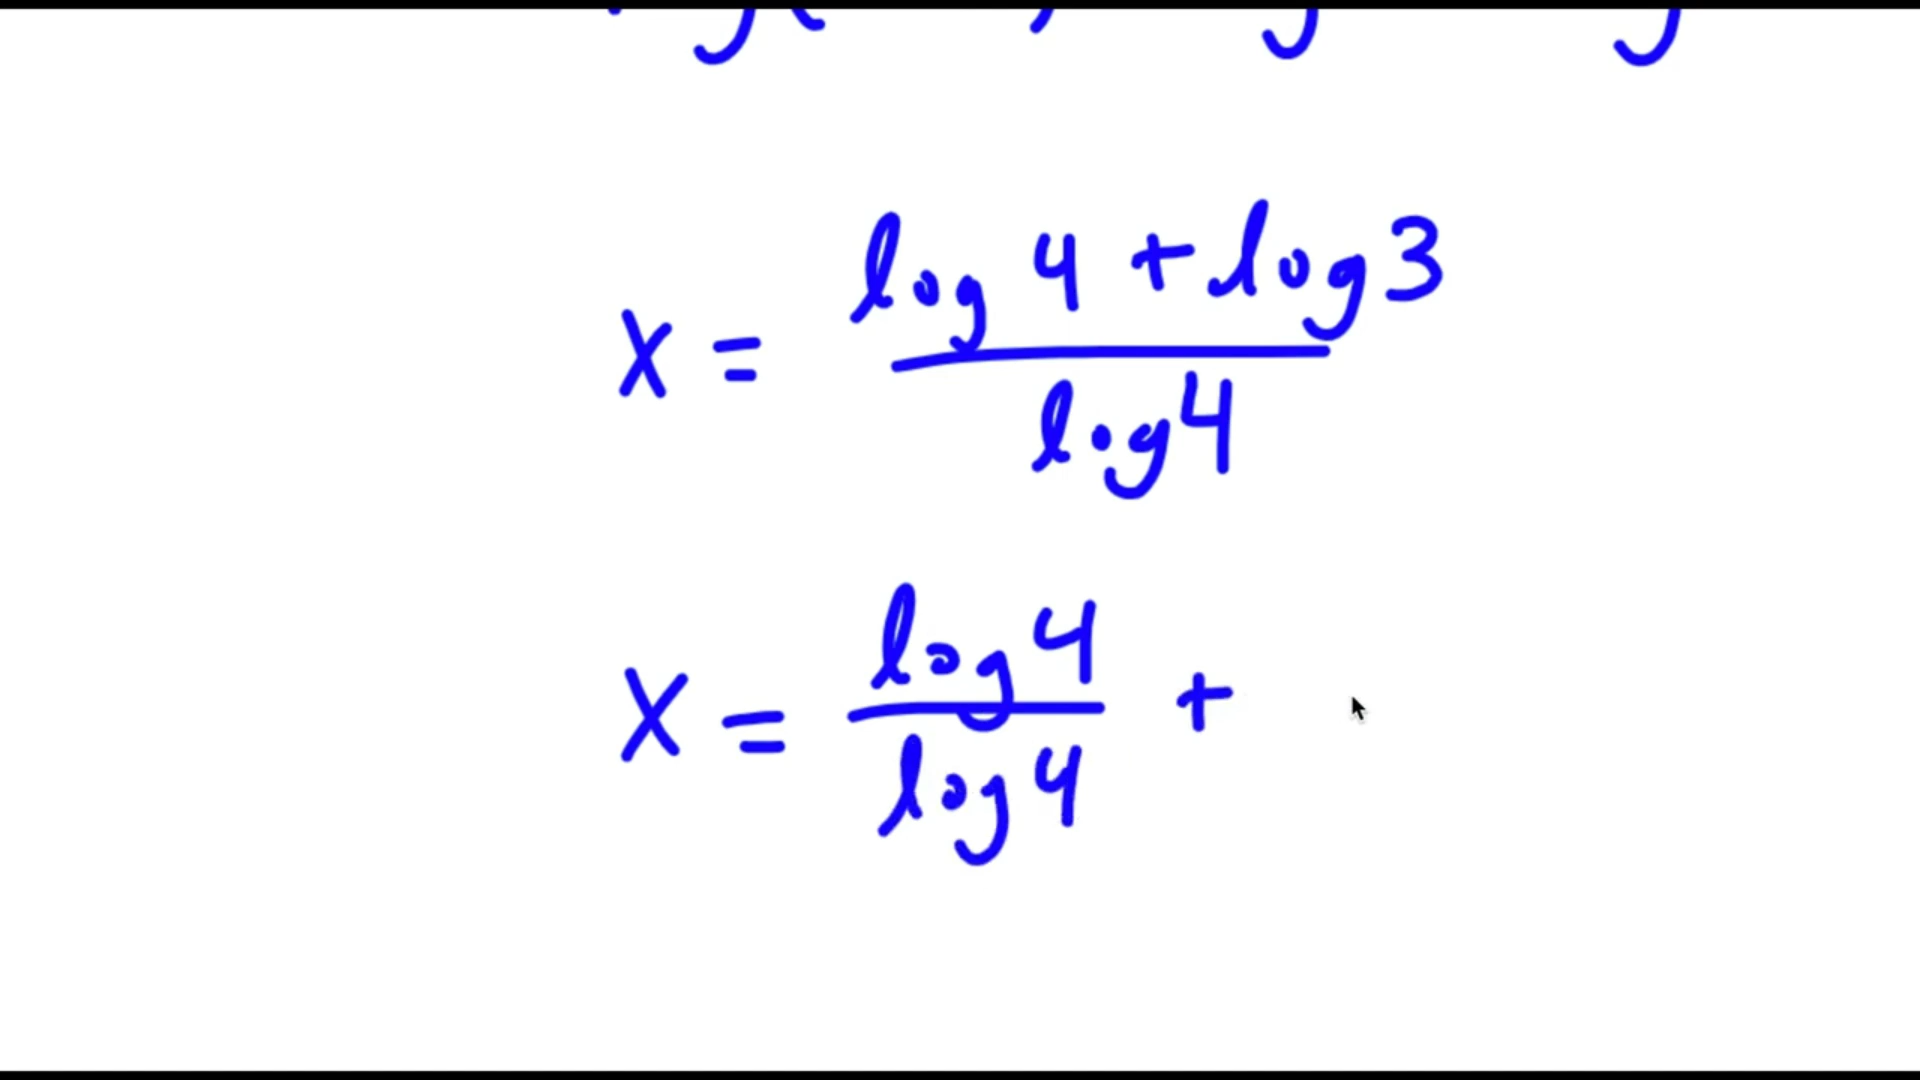 x = (log 4 + log 3) / log 4
x = log 4 / log 4 +